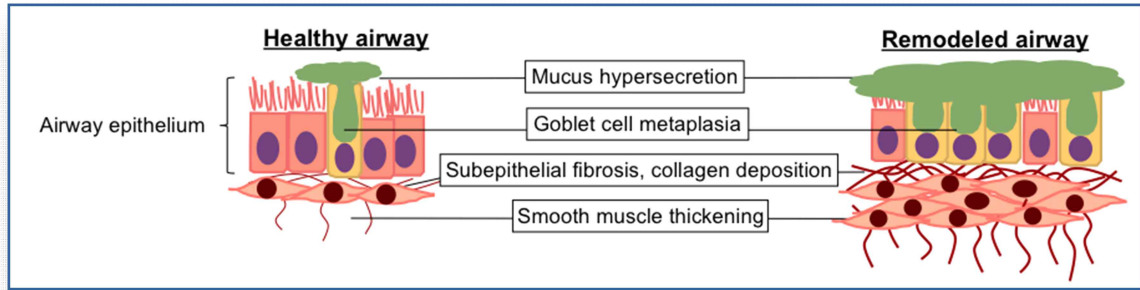 Healthy airway
Remodeled airway
Mucus hypersecretion
Airway epithelium
Goblet cell metaplasia
Subepithelial fibrosis, collagen deposition
Smooth muscle thickening